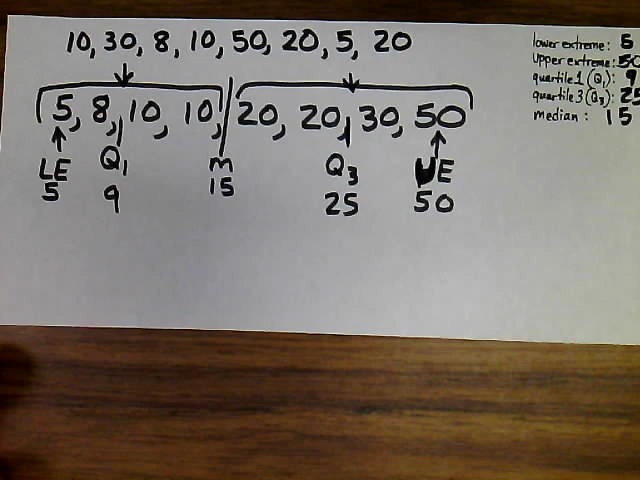 10, 30, 8, 10, 50, 20, 5, 20
5, 8, 10, 10, 20, 20, 30, 50
LE Q1 m Q3 UE
5 9 15 25 50
lower extreme: 5
Upper extreme: 50
quartile 1 (Q1): 9
quartile 3 (Q3): 25
median : 15